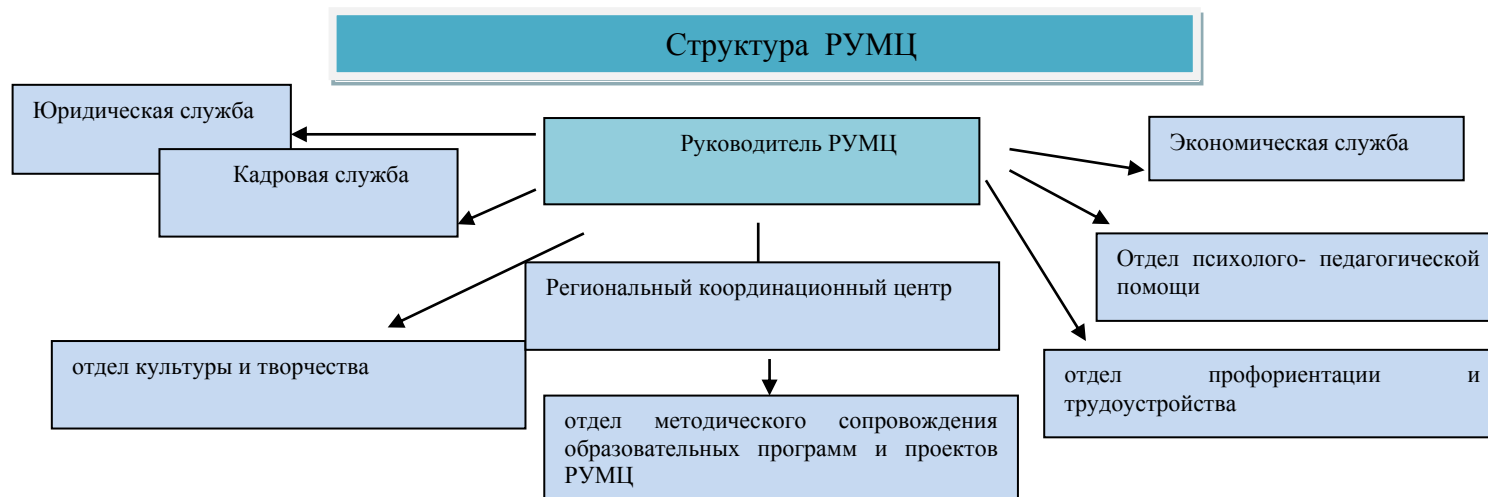 Структура РУМЦ
Юридическая служба
Руководитель РУМЦ
Экономическая служба
Кадровая служба
Отдел психолого- педагогической
помощи
Региональный координационный центр
отдел культуры и творчества
отдел профориентации и
трудоустройства
отдел методического сопровождения
образовательных программ и проектов
РУМЦ